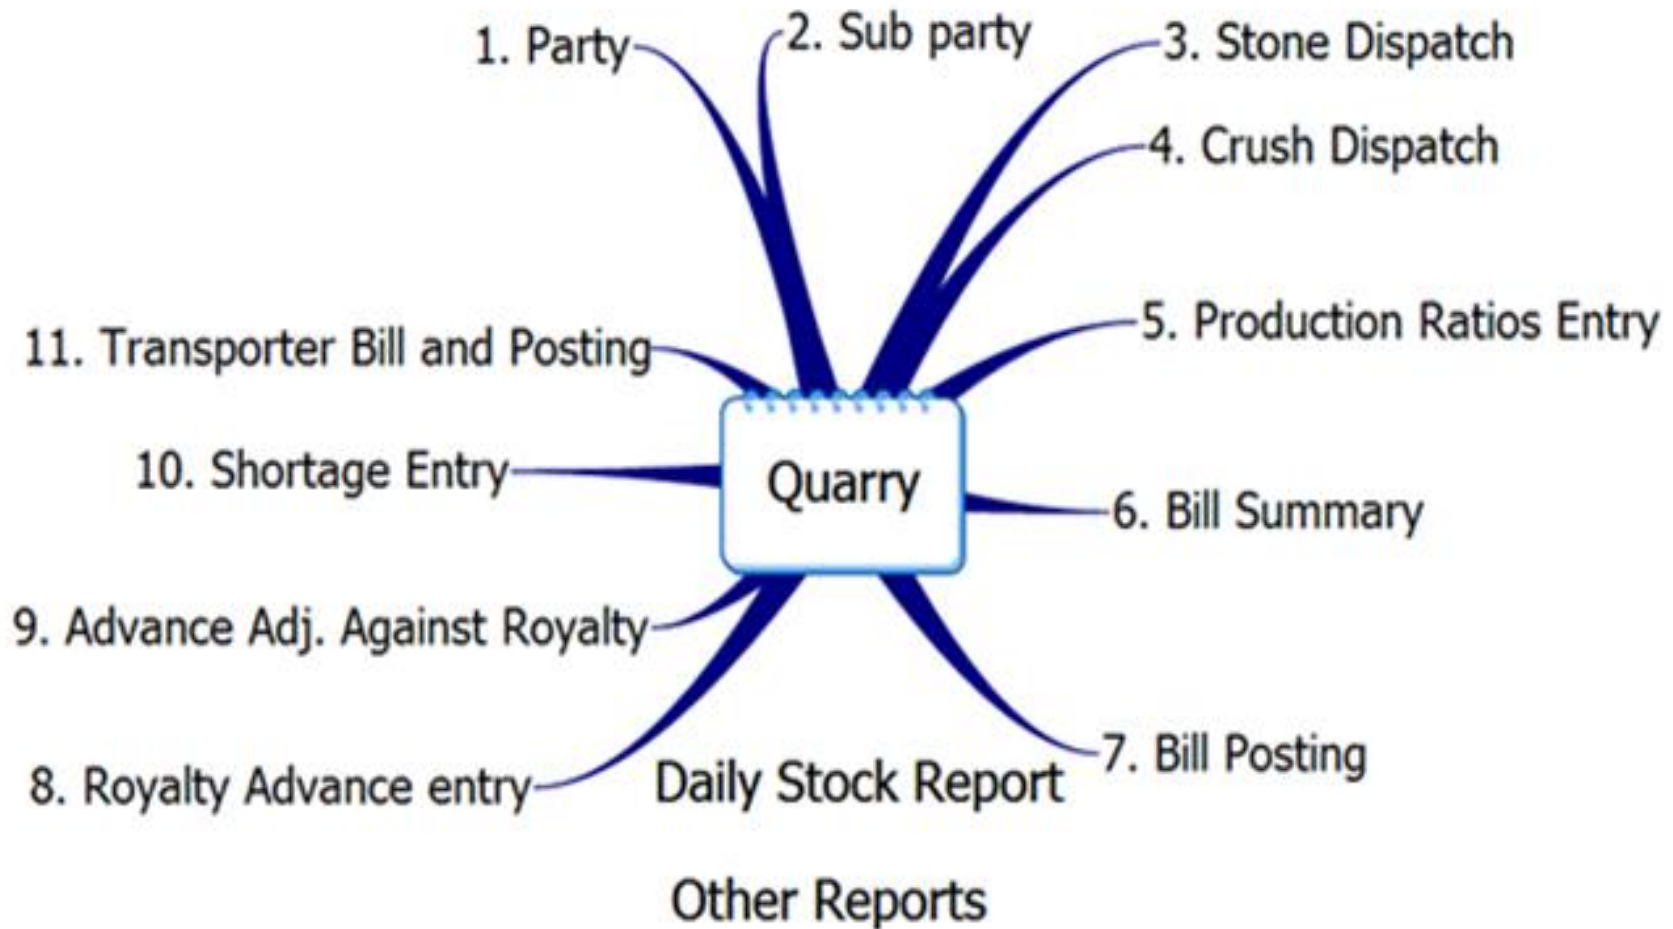 1. Party
2. Sub party
3. Stone Dispatch
4. Crush Dispatch
5. Production Ratios Entry
6. Bill Summary
7. Bill Posting
8. Royalty Advance entry
9. Advance Adj. Against Royalty
10. Shortage Entry
11. Transporter Bill and Posting
Quarry
Daily Stock Report
Other Reports